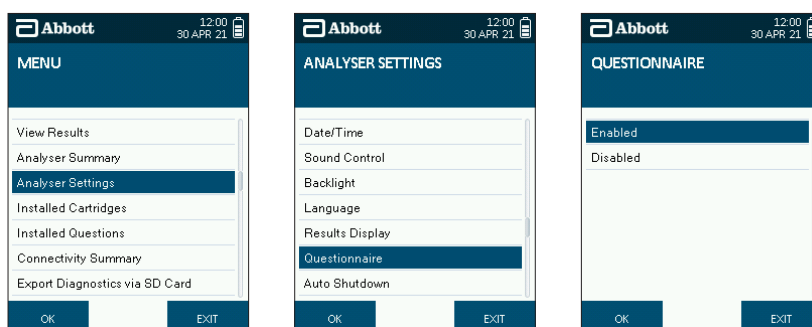 Abbott
12:00
30 APR 21
MENU
View Results
Analyser Summary
Analyser Settings
Installed Cartridges
Installed Questions
Connectivity Summary
Export Diagnostics via SD Card
OK
EXIT
Abbott
12:00
30 APR 21
ANALYSER SETTINGS
Date/Time
Sound Control
Backlight
Language
Results Display
Questionnaire
Auto Shutdown
OK
EXIT
Abbott
12:00
30 APR 21
QUESTIONNAIRE
Enabled
Disabled
OK
EXIT